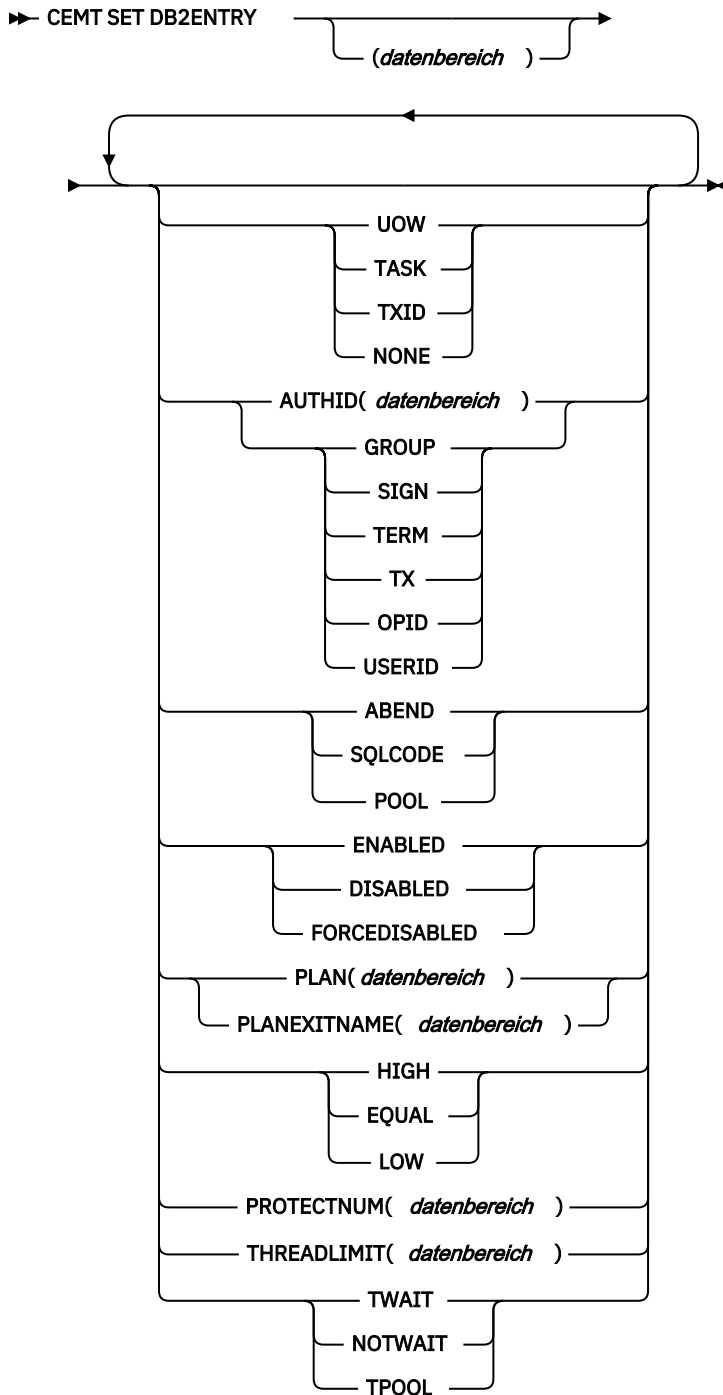 CEMT SET DB2ENTRY
(datenbereich )
UOW
TASK
TXID
NONE
AUTHID( datenbereich )
GROUP
SIGN
TERM
TX
OPID
USERID
ABEND
SQLCODE
POOL
ENABLED
DISABLED
FORCEDISABLED
PLAN( datenbereich )
PLANEXITNAME( datenbereich )
HIGH
EQUAL
LOW
PROTECTNUM( datenbereich )
THREADLIMIT( datenbereich )
TWAIT
NOTWAIT
TPOOL